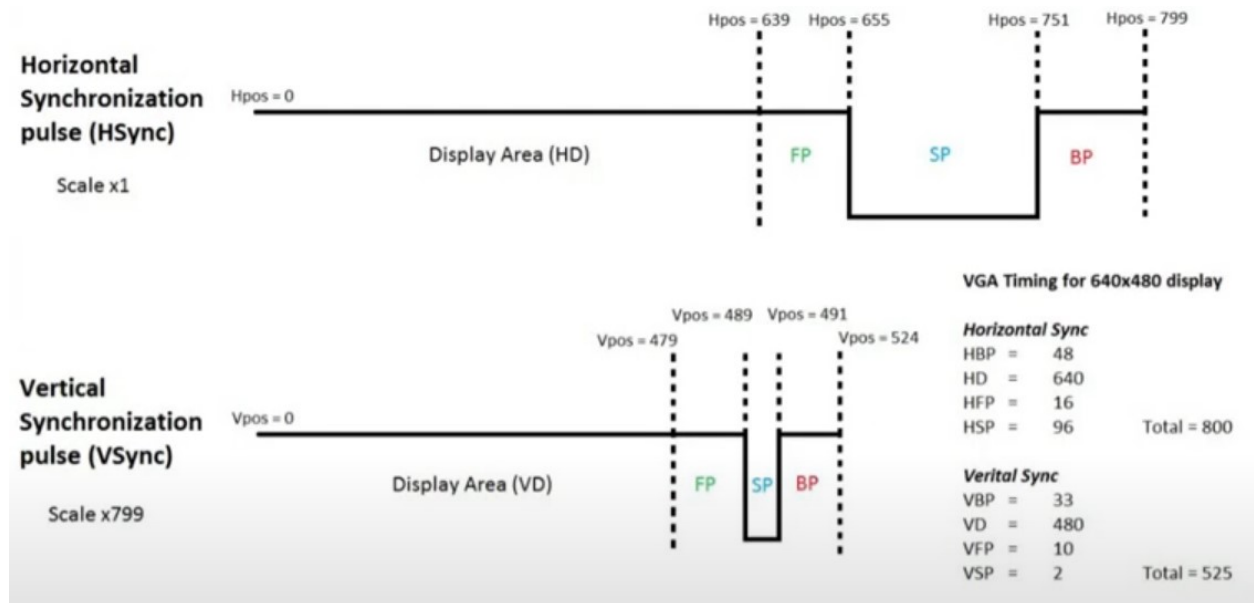 Hpos = 639 Hpos = 655 Hpos = 751 Hpos = 799
Horizontal
Synchronization
pulse (HSync)
Hpos = 0
Display Area (HD)
FP
SP
BP
Scale x1
VGA Timing for 640x480 display
Vpos = 489 Vpos = 491
Vpos = 479 Vpos = 524
Vertical
Synchronization
pulse (VSync)
Vpos = 0
Display Area (VD)
FP
SP
BP
Scale x799
Horizontal Sync
HBP = 48
HD = 640
HFP = 16
HSP = 96 Total = 800
Verital Sync
VBP = 33
VD = 480
VFP = 10
VSP = 2 Total = 525